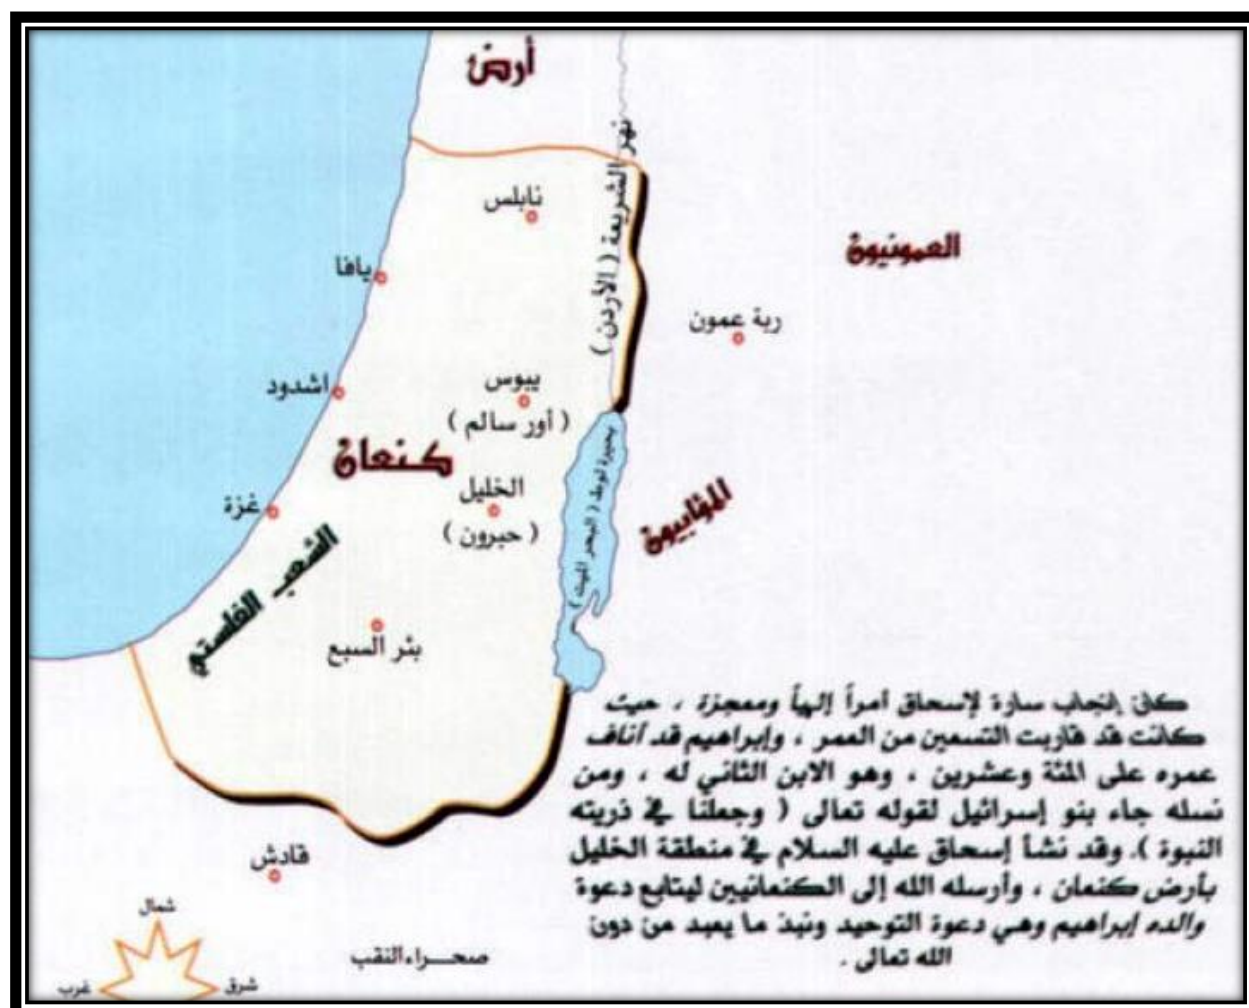 أرض
نهر الشريعة ( الأردن )
نابلس
العمونيون
يافا
ربة عمون
يبوس
( أور سالم )
اشدود
كنعان
بحيرة لوط ( البحر الميت )
الخليل
( حبرون )
المؤابيون
غزة
الشعب الفلستي
بئر السبع
كان إنجاب سارة لإسحاق أمراً إلهياً ومعجزة ، حيث
كانت قد قاربت التسعين من العمر ، وإبراهيم قد أناف
عمره على المئة وعشرين ، وهو الابن الثاني له ، ومن
نسله جاء بنو إسرائيل لقوله تعالى ( وجعلنا في ذريته
النبوة ). وقد نشأ إسحاق عليه السلام في منطقة الخليل
بأرض كنعان ، وأرسله الله إلى الكنعانيين ليتابع دعوة
والده إبراهيم وهي دعوة التوحيد ونبذ ما يعبد من دون
الله تعالى .
قادش
صحراء النقب
شمال
شرق
غرب